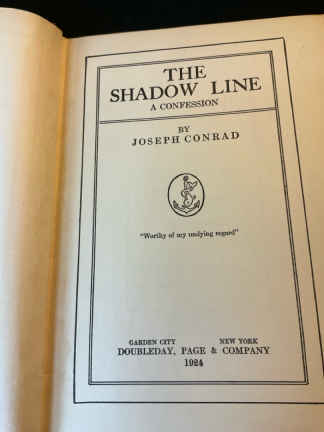 THE
SHADOW LINE
A CONFESSION
BY
JOSEPH CONRAD
"Worthy of my undying regard"
GARDEN CITY NEW YORK
DOUBLEDAY, PAGE & COMPANY
1924